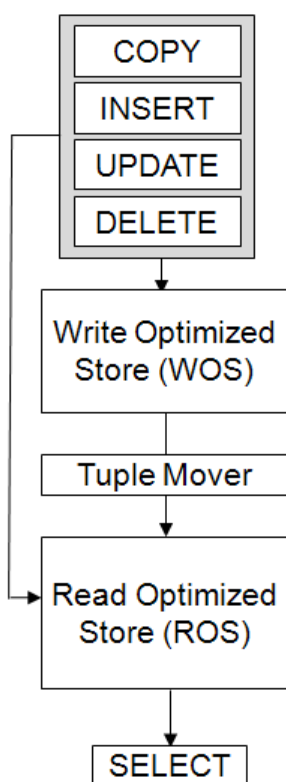 COPY
INSERT
UPDATE
DELETE
Write Optimized
Store (WOS)
Tuple Mover
Read Optimized
Store (ROS)
SELECT